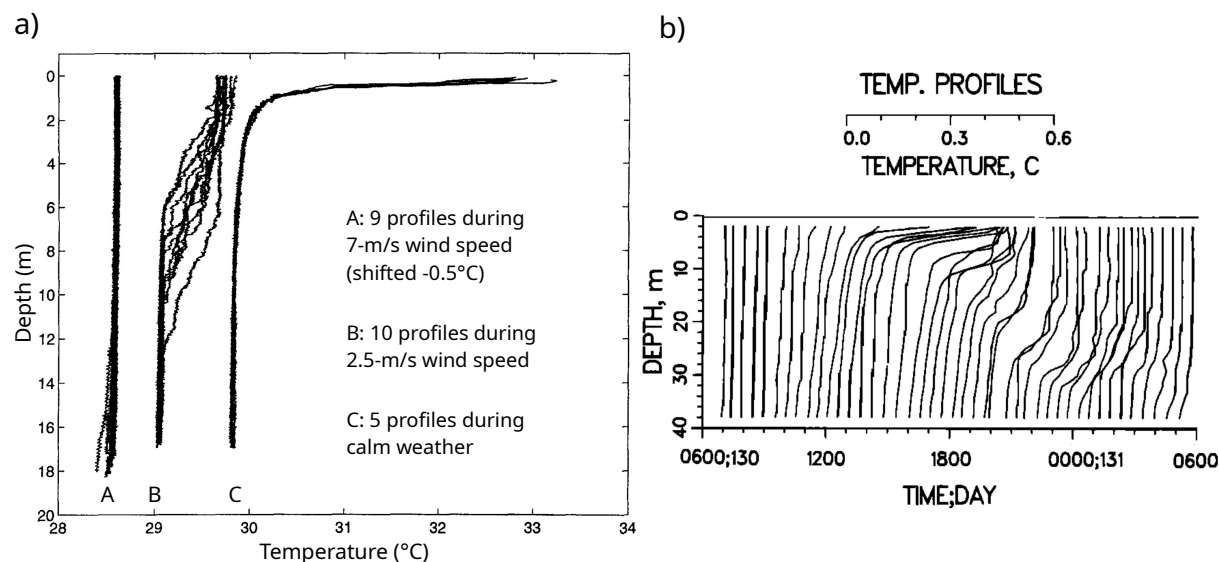 a)
0
2
4
6
8
10
12
14
16
18
20
Depth (m)
A: 9 profiles during
7-m/s wind speed
(shifted -0.5°C)
B: 10 profiles during
2.5-m/s wind speed
C: 5 profiles during
calm weather
A B C
28 29 30 31 32 33 34
Temperature (°C)
b)
TEMP. PROFILES
0.0 0.3 0.6
TEMPERATURE, C
0
10
20
30
40
DEPTH, m
0600;130 1200 1800 0000;131 0600
TIME;DAY